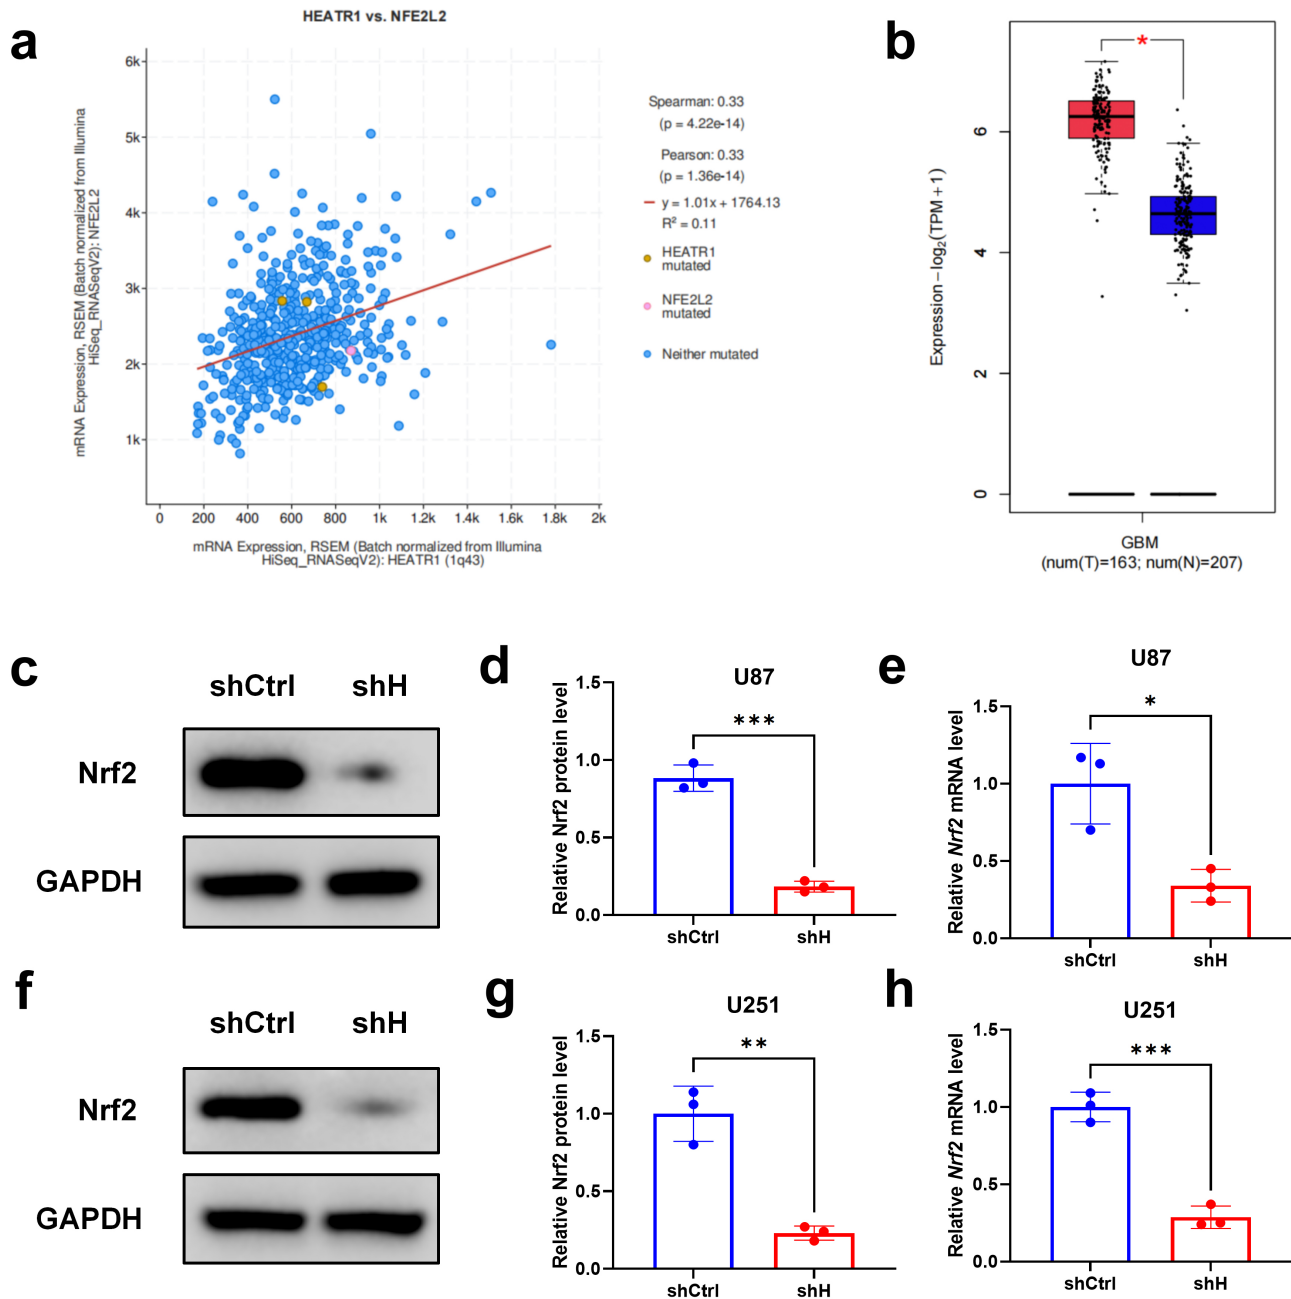 a
HEATR1 vs. NFE2L2
mRNA Expression, RSEM (Batch normalized from Illumina
HiSeq_RNASeqV2): NFE2L2
6k
5k
4k
3k
2k
1k
0 200 400 600 800 1k 1.2k 1.4k 1.6k 1.8k 2k
mRNA Expression, RSEM (Batch normalized from Illumina
HiSeq_RNASeqV2): HEATR1 (1q43)
Spearman: 0.33
(p = 4.22e-14)
Pearson: 0.33
(p = 1.36e-14)
y = 1.01x + 1764.13
R² = 0.11
HEATR1
mutated
NFE2L2
mutated
Neither mutated
b
*
Expression − log₂(TPM + 1)
6
4
2
0
GBM
(num(T)=163; num(N)=207)
c
shCtrl shH
Nrf2
GAPDH
d
U87
***
Relative Nrf2 protein level
1.5
1.0
0.5
0.0
shCtrl shH
e
U87
*
Relative Nrf2 mRNA level
1.5
1.0
0.5
0.0
shCtrl shH
f
shCtrl shH
Nrf2
GAPDH
g
U251
**
Relative Nrf2 protein level
1.5
1.0
0.5
0.0
shCtrl shH
h
U251
***
Relative Nrf2 mRNA level
1.5
1.0
0.5
0.0
shCtrl shH